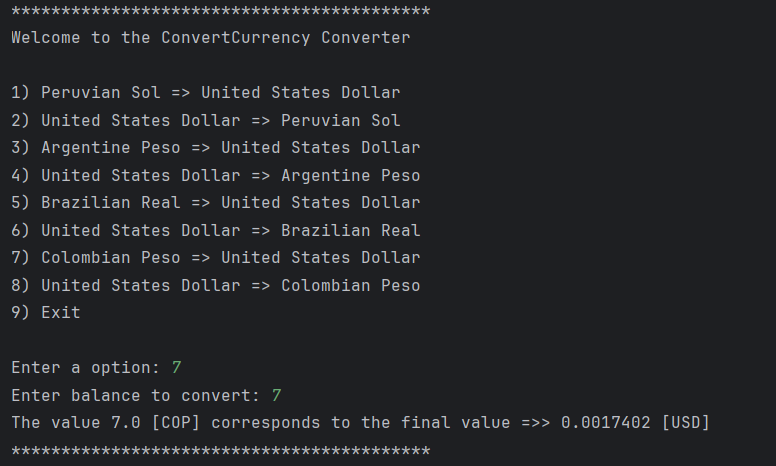 ******************************************
Welcome to the ConvertCurrency Converter
1) Peruvian Sol => United States Dollar
2) United States Dollar => Peruvian Sol
3) Argentine Peso => United States Dollar
4) United States Dollar => Argentine Peso
5) Brazilian Real => United States Dollar
6) United States Dollar => Brazilian Real
7) Colombian Peso => United States Dollar
8) United States Dollar => Colombian Peso
9) Exit
Enter a option: 7
Enter balance to convert: 7
The value 7.0 [COP] corresponds to the final value =>> 0.0017402 [USD]
******************************************